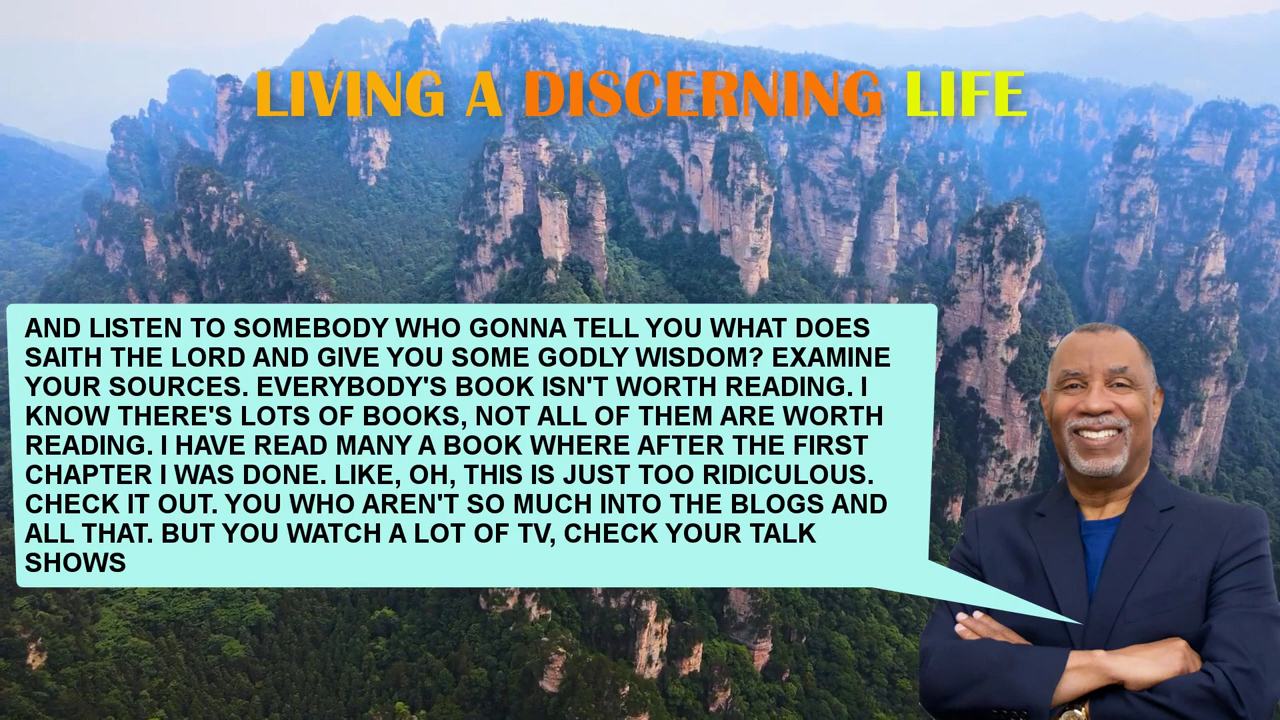 LIVING A DISCERNING LIFE
AND LISTEN TO SOMEBODY WHO GONNA TELL YOU WHAT DOES
SAITH THE LORD AND GIVE YOU SOME GODLY WISDOM? EXAMINE
YOUR SOURCES. EVERYBODY'S BOOK ISN'T WORTH READING. I
KNOW THERE'S LOTS OF BOOKS, NOT ALL OF THEM ARE WORTH
READING. I HAVE READ MANY A BOOK WHERE AFTER THE FIRST
CHAPTER I WAS DONE. LIKE, OH, THIS IS JUST TOO RIDICULOUS.
CHECK IT OUT. YOU WHO AREN'T SO MUCH INTO THE BLOGS AND
ALL THAT. BUT YOU WATCH A LOT OF TV, CHECK YOUR TALK
SHOWS